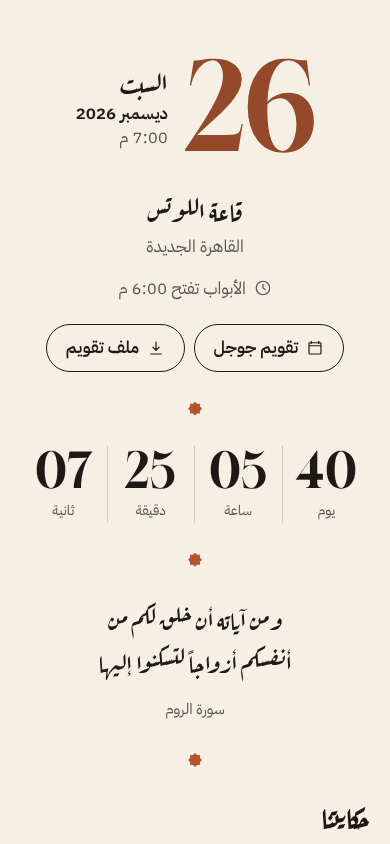 26
السبت
ديسمبر 2026
7:00 م
قاعة اللوتس
القاهرة الجديدة
الأبواب تفتح 6:00 م
تقويم جوجل
ملف تقويم
40 يوم
05 ساعة
25 دقيقة
07 ثانية
ومن آياته أن خلق لكم من
أنفسكم أزواجاً لتسكنوا إليها
سورة الروم
حكايتنا